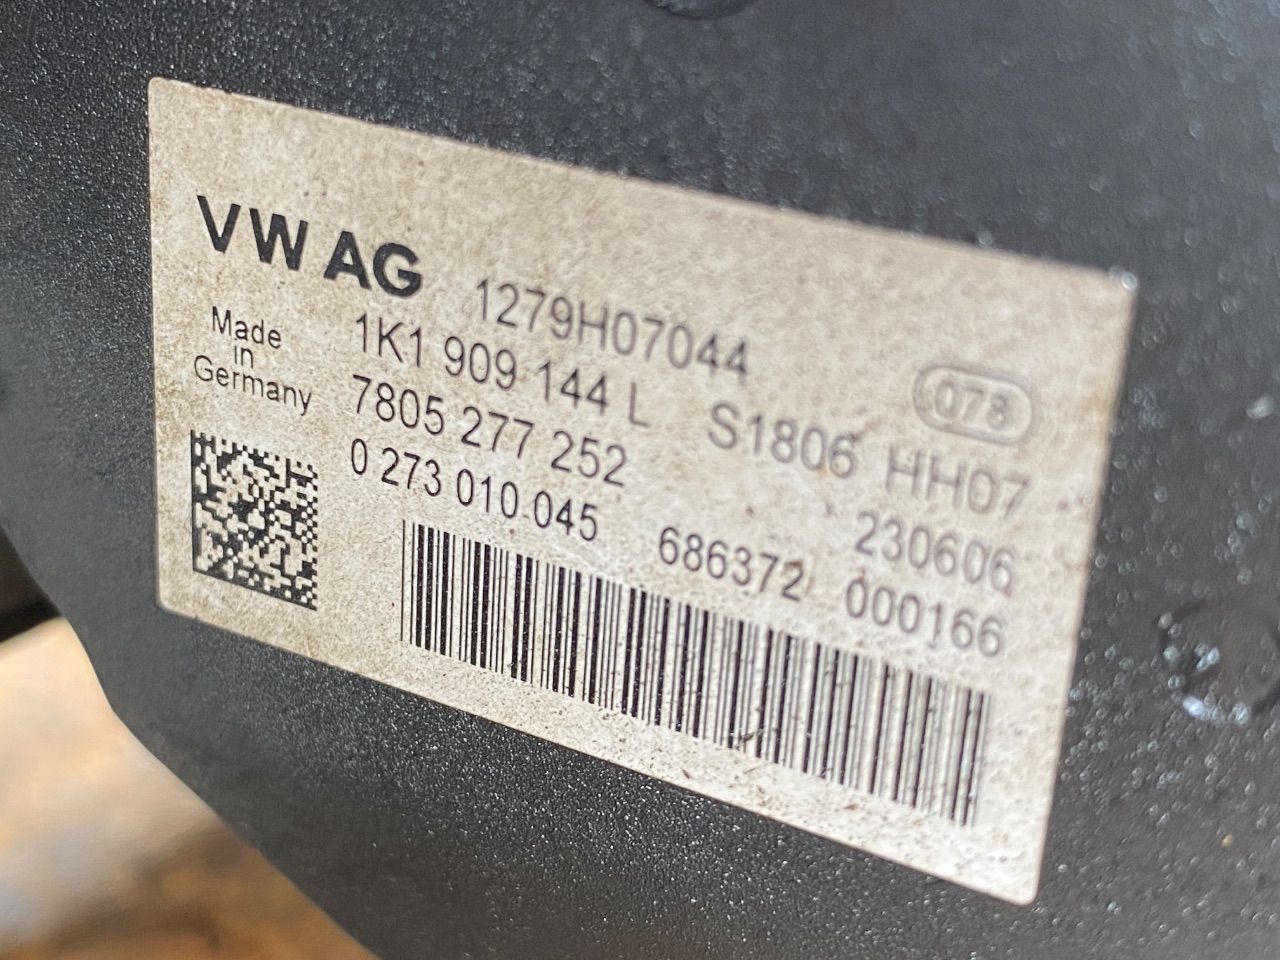 VW AG 1279H07044
Made in Germany
1K1 909 144 L S1806 HH07
078
7805 277 252 230606
0 273 010.045 686372 000166